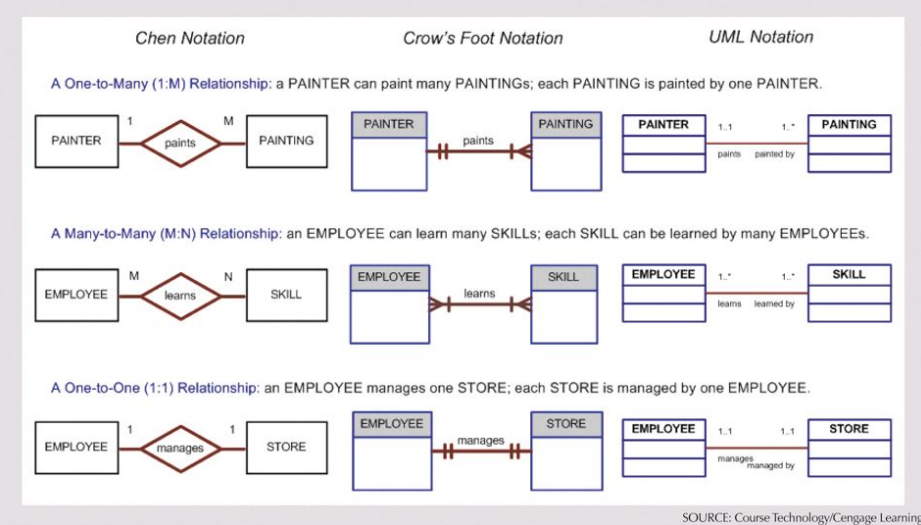 Chen Notation
Crow's Foot Notation
UML Notation
A One-to-Many (1:M) Relationship: a PAINTER can paint many PAINTINGs; each PAINTING is painted by one PAINTER.
PAINTER
1
paints
M
PAINTING
PAINTER
paints
PAINTING
PAINTER
1..1
1..*
paints
painted by
PAINTING
A Many-to-Many (M:N) Relationship: an EMPLOYEE can learn many SKILLs; each SKILL can be learned by many EMPLOYEEs.
EMPLOYEE
M
learns
N
SKILL
EMPLOYEE
learns
SKILL
EMPLOYEE
1..*
1..*
learns
learned by
SKILL
A One-to-One (1:1) Relationship: an EMPLOYEE manages one STORE; each STORE is managed by one EMPLOYEE.
EMPLOYEE
1
manages
1
STORE
EMPLOYEE
manages
STORE
EMPLOYEE
1..1
1..1
manages
managed by
STORE
SOURCE: Course Technology/Cengage Learning